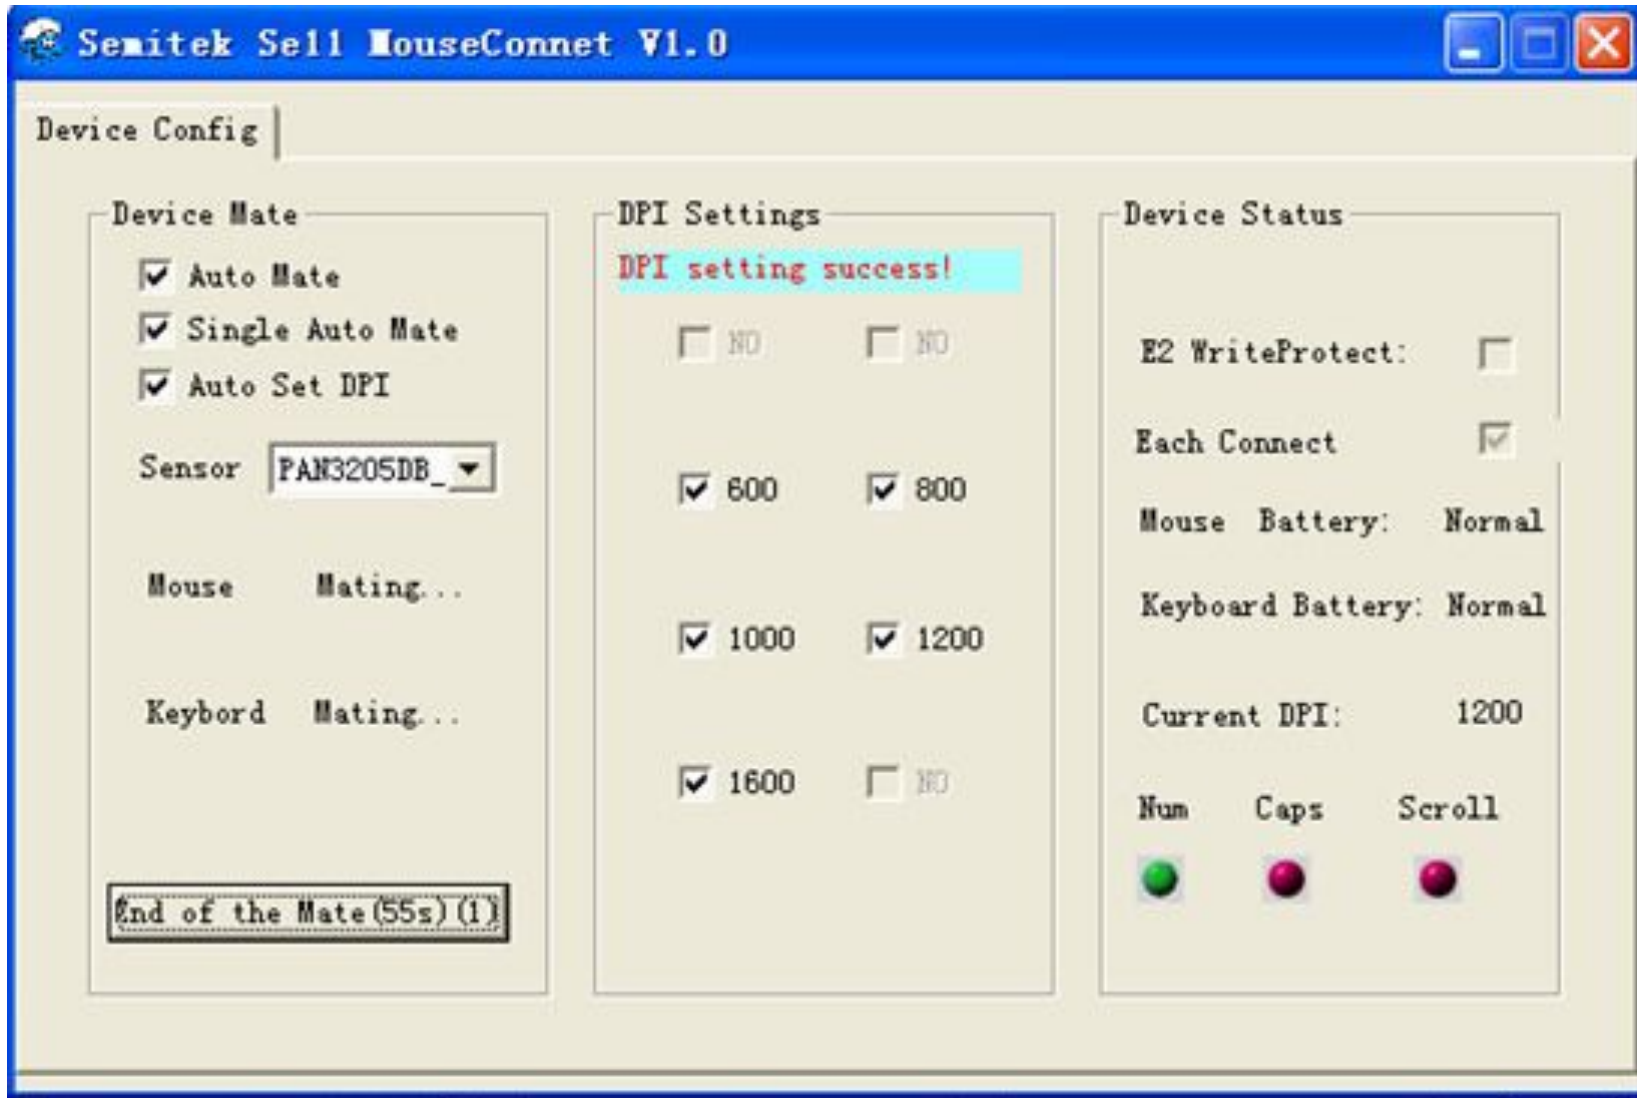 Semitek Sell MouseConnet V1.0
Device Config
Device Mate
Auto Mate
Single Auto Mate
Auto Set DPI
Sensor PAN3205DB_
Mouse Mating...
Keybord Mating...
End of the Mate(55s)(1)
DPI Settings
DPI setting success!
NO NO
600 800
1000 1200
1600 NO
Device Status
E2 WriteProtect:
Each Connect
Mouse Battery: Normal
Keyboard Battery: Normal
Current DPI: 1200
Num Caps Scroll